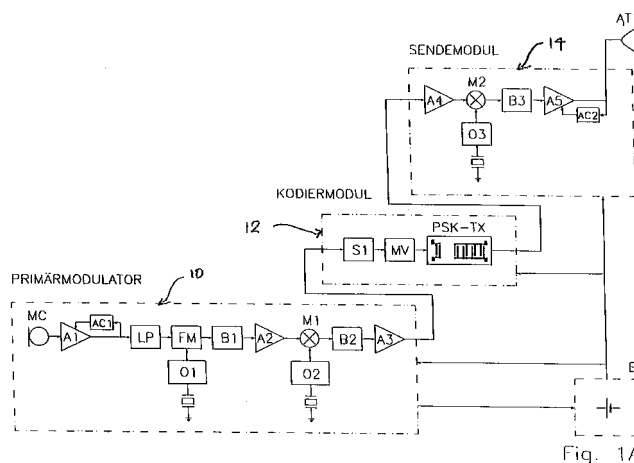 AT
SENDEMODUL
14
M2
A4
B3
A5
AC2
O3
KODIERMODUL
12
PSK-TX
S1
MV
PRIMÄRMODULATOR
10
MC
AC1
M1
A1
LP
FM
B1
A2
B2
A3
O1
O2
Fig. 1A